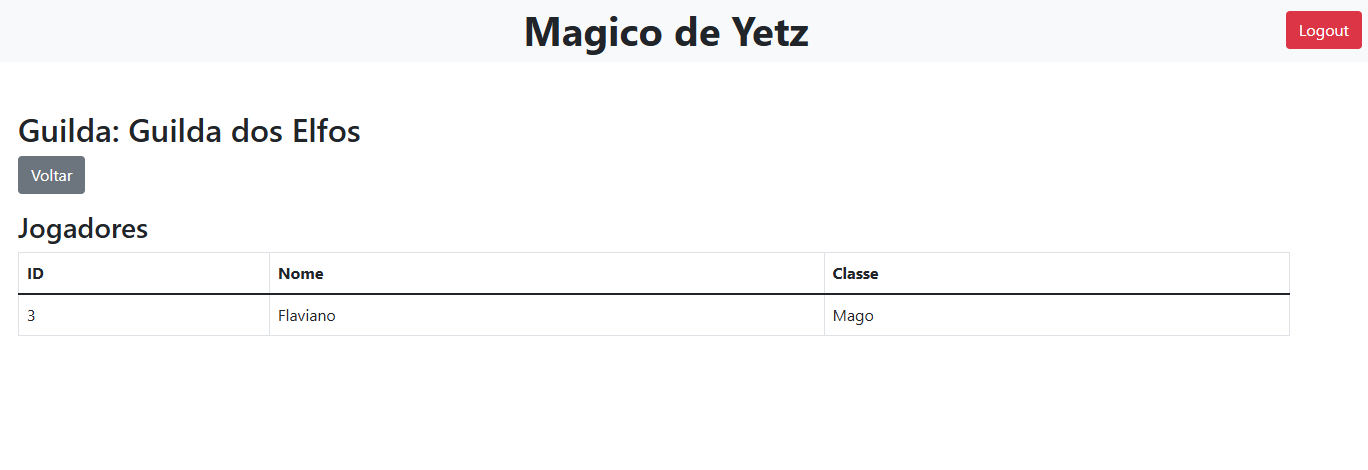 Magico de Yetz
Logout
Guilda: Guilda dos Elfos
Voltar
Jogadores
ID Nome Classe
3 Flaviano Mago